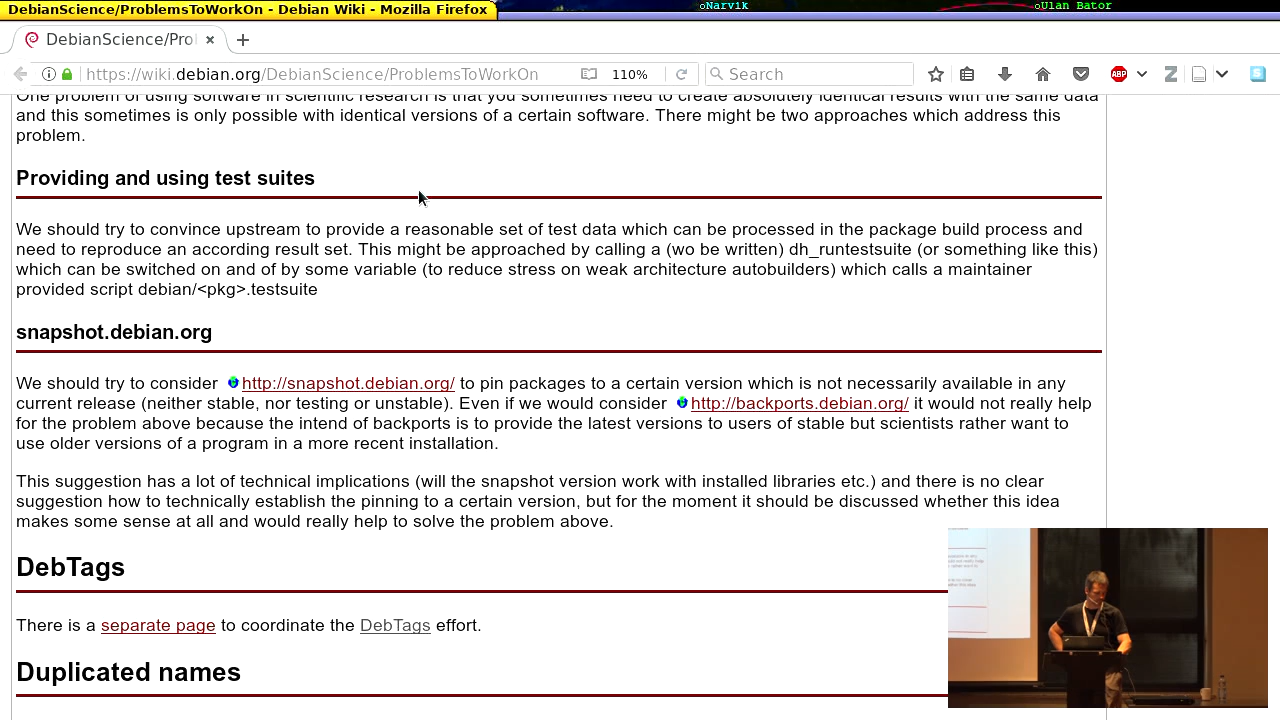 DebianScience/ProblemsToWorkOn - Debian Wiki - Mozilla Firefox
Narvik
Ulan Bator
DebianScience/Pro
https://wiki.debian.org/DebianScience/ProblemsToWorkOn
110%
Search
ABP
Z
S
One problem of using software in scientific research is that you sometimes need to create absolutely identical results with the same data
and this sometimes is only possible with identical versions of a certain software. There might be two approaches which address this
problem.
Providing and using test suites
We should try to convince upstream to provide a reasonable set of test data which can be processed in the package build process and
need to reproduce an according result set. This might be approached by calling a (wo be written) dh_runtestsuite (or something like this)
which can be switched on and of by some variable (to reduce stress on weak architecture autobuilders) which calls a maintainer
provided script debian/<pkg>.testsuite
snapshot.debian.org
We should try to consider http://snapshot.debian.org/ to pin packages to a certain version which is not necessarily available in any
current release (neither stable, nor testing or unstable). Even if we would consider http://backports.debian.org/ it would not really help
for the problem above because the intend of backports is to provide the latest versions to users of stable but scientists rather want to
use older versions of a program in a more recent installation.
This suggestion has a lot of technical implications (will the snapshot version work with installed libraries etc.) and there is no clear
suggestion how to technically establish the pinning to a certain version, but for the moment it should be discussed whether this idea
makes some sense at all and would really help to solve the problem above.
DebTags
There is a separate page to coordinate the DebTags effort.
Duplicated names